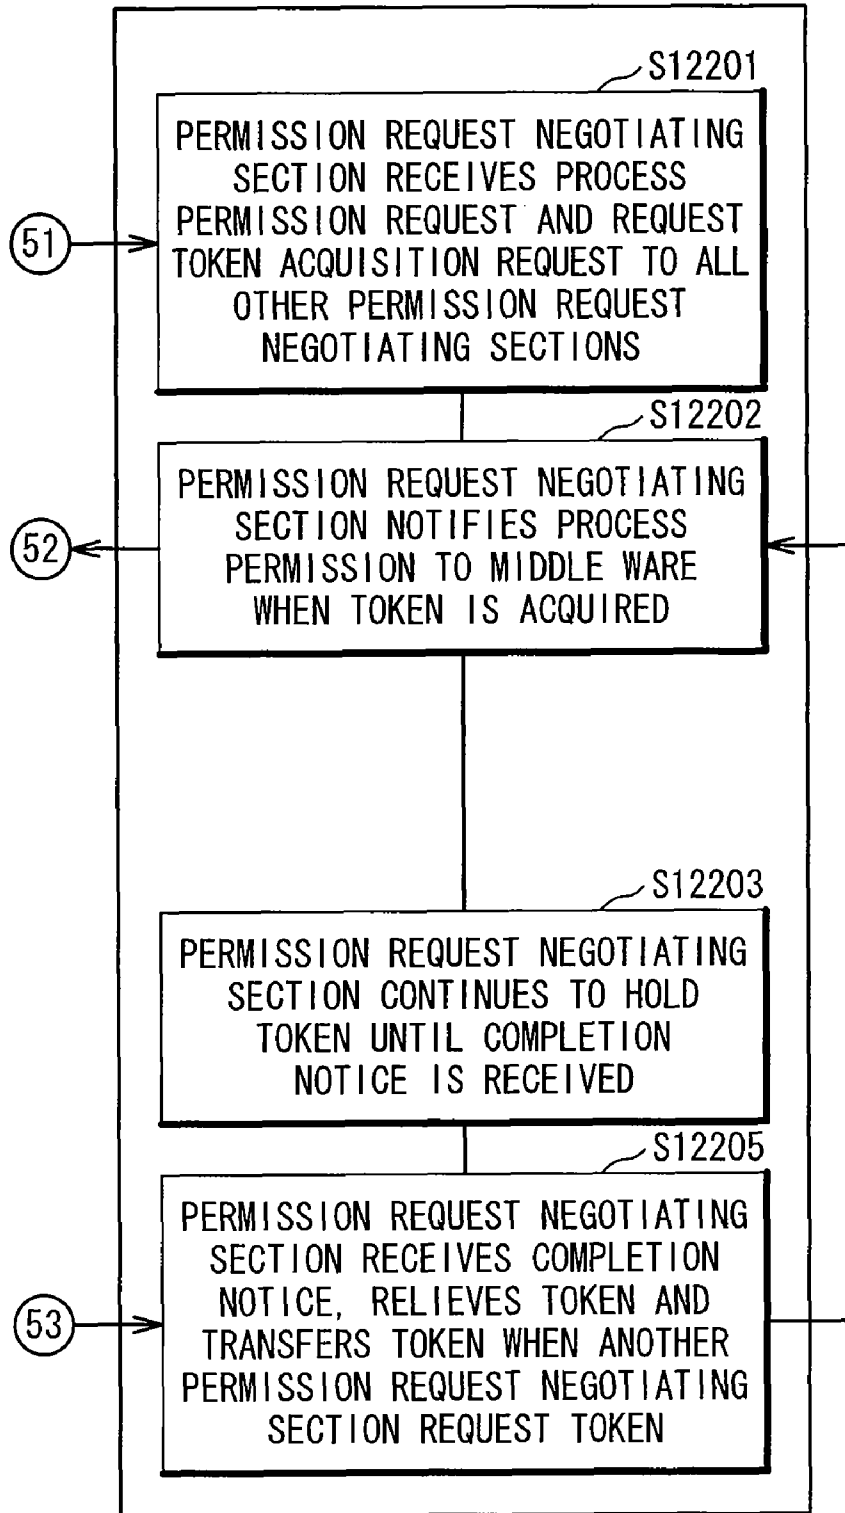 S12201
PERMISSION REQUEST NEGOTIATING
SECTION RECEIVES PROCESS
PERMISSION REQUEST AND REQUEST
TOKEN ACQUISITION REQUEST TO ALL
OTHER PERMISSION REQUEST
NEGOTIATING SECTIONS
51
S12202
PERMISSION REQUEST NEGOTIATING
SECTION NOTIFIES PROCESS
PERMISSION TO MIDDLE WARE
WHEN TOKEN IS ACQUIRED
52
S12203
PERMISSION REQUEST NEGOTIATING
SECTION CONTINUES TO HOLD
TOKEN UNTIL COMPLETION
NOTICE IS RECEIVED
S12205
PERMISSION REQUEST NEGOTIATING
SECTION RECEIVES COMPLETION
NOTICE, RELIEVES TOKEN AND
TRANSFERS TOKEN WHEN ANOTHER
PERMISSION REQUEST NEGOTIATING
SECTION REQUEST TOKEN
53